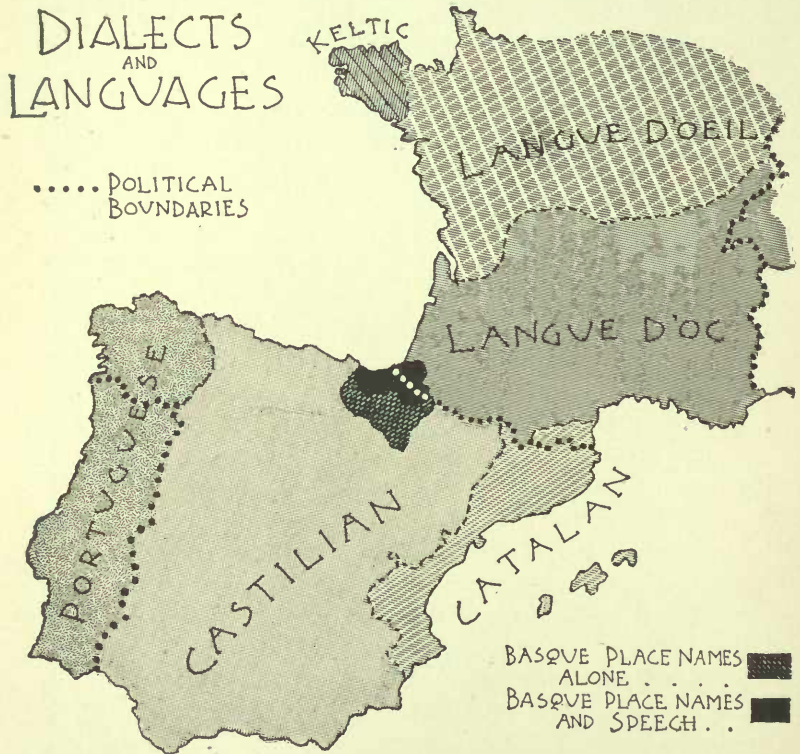 DIALECTS
AND
LANGUAGES
..... POLITICAL
BOUNDARIES
KELTIC
LANGUE D'OEIL
LANGUE D'OC
PORTUGUESE
CASTILIAN
CATALAN
BASQUE PLACE NAMES
ALONE . . . . .
BASQUE PLACE NAMES
AND SPEECH . .